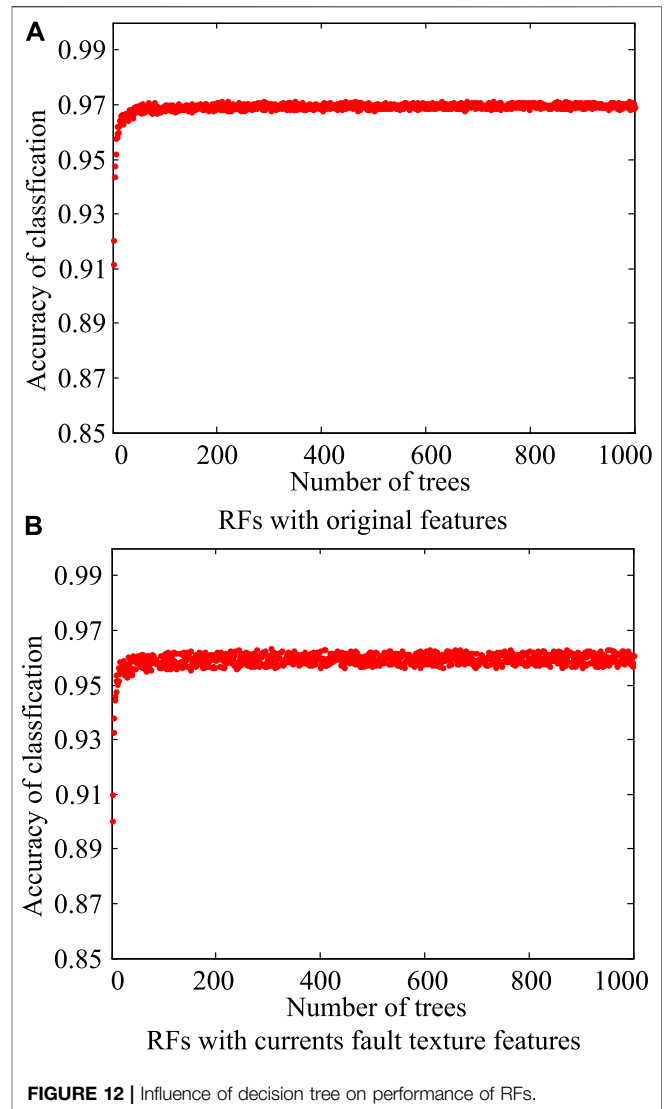 A
0.99
0.97
0.95
0.93
0.91
0.89
0.87
0.85
Accuracy of classfication
0 200 400 600 800 1000
Number of trees
RFs with original features
B
0.99
0.97
0.95
0.93
0.91
0.89
0.87
0.85
Accuracy of classfication
0 200 400 600 800 1000
Number of trees
RFs with currents fault texture features
FIGURE 12 | Influence of decision tree on performance of RFs.